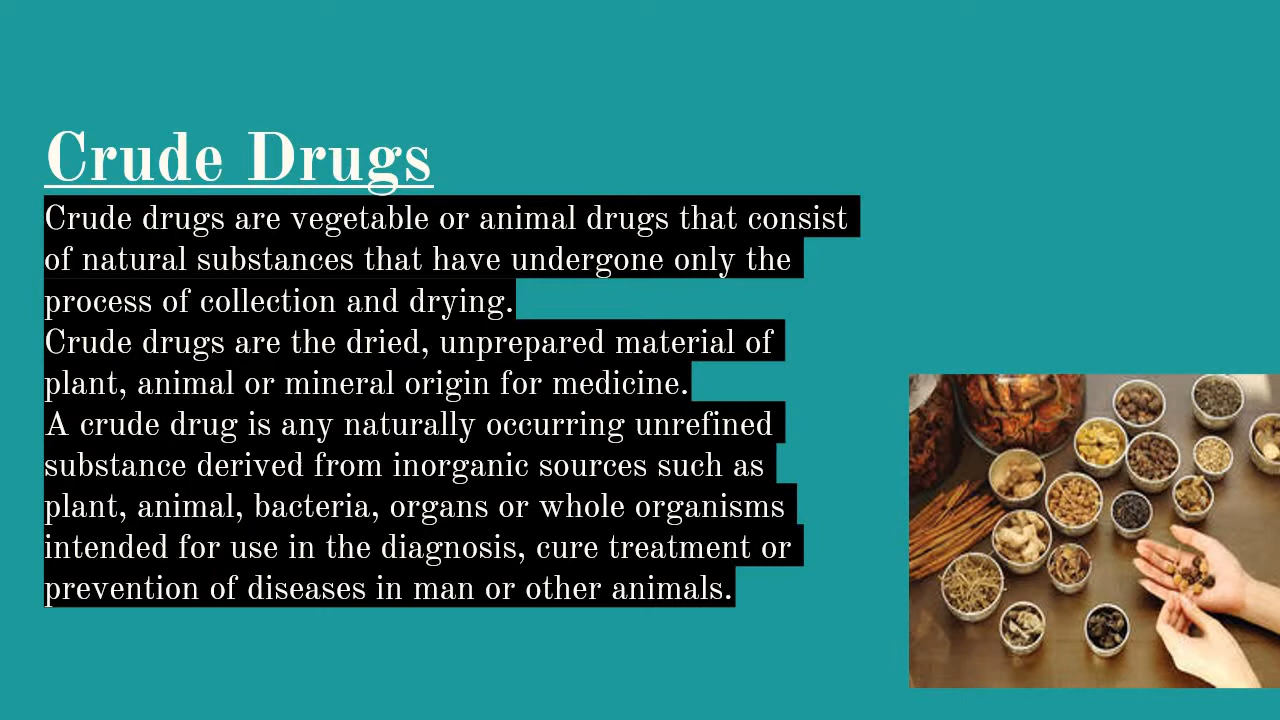 Crude Drugs
Crude drugs are vegetable or animal drugs that consist
of natural substances that have undergone only the
process of collection and drying.
Crude drugs are the dried, unprepared material of
plant, animal or mineral origin for medicine.
A crude drug is any naturally occurring unrefined
substance derived from inorganic sources such as
plant, animal, bacteria, organs or whole organisms
intended for use in the diagnosis, cure treatment or
prevention of diseases in man or other animals.